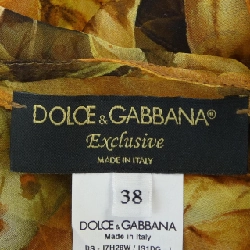 DOLCE & GABBANA®
Exclusive
MADE IN ITALY
38
DOLCE & GABBANA
Made in Italy